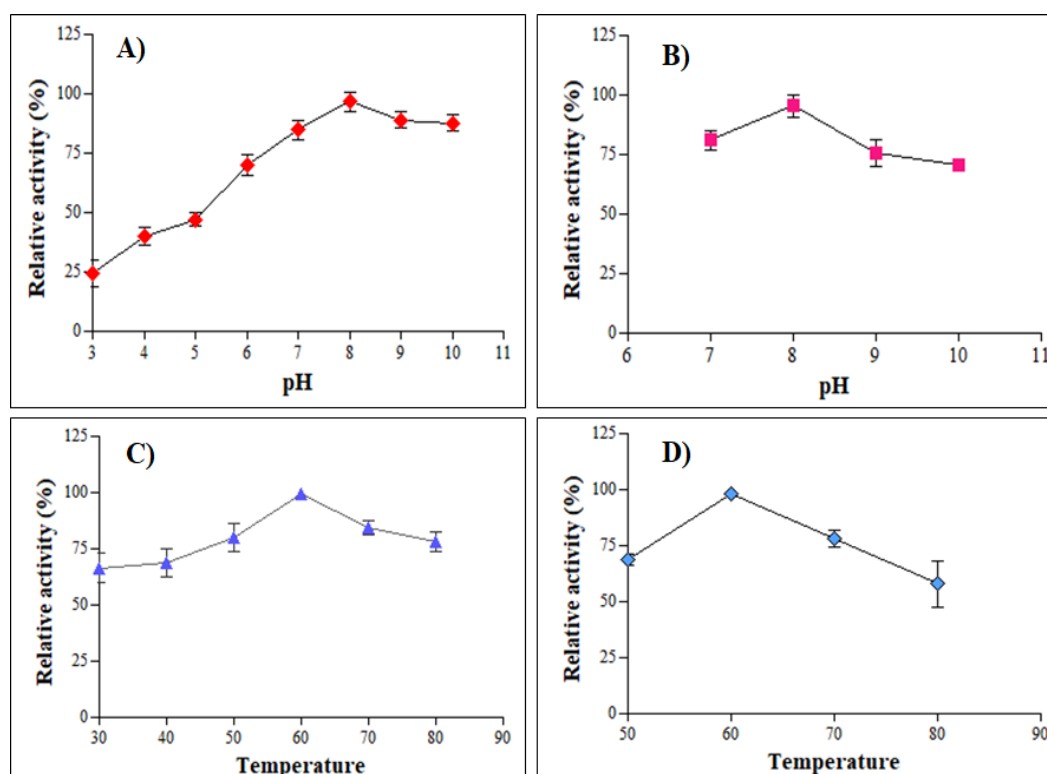 A)
Relative activity (%)
125
100
75
50
25
0
3 4 5 6 7 8 9 10 11
pH
B)
Relative activity (%)
125
100
75
50
25
0
6 7 8 9 10 11
pH
C)
Relative activity (%)
125
100
75
50
25
0
30 40 50 60 70 80 90
Temperature
D)
Relative activity (%)
125
100
75
50
25
0
50 60 70 80 90
Temperature